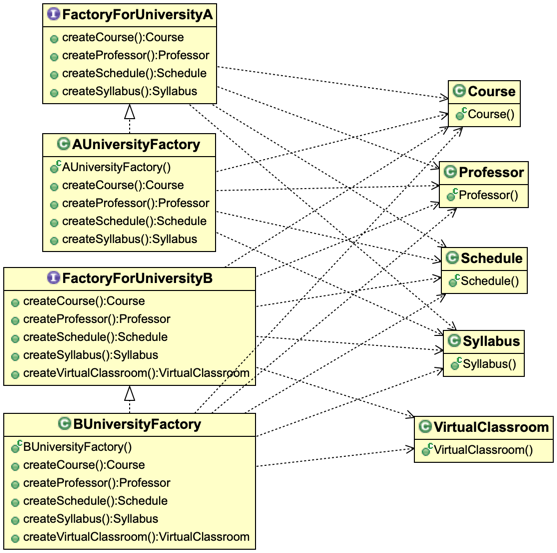 FactoryForUniversityA
createCourse():Course
createProfessor():Professor
createSchedule():Schedule
createSyllabus():Syllabus
AUniversityFactory
AUniversityFactory()
createCourse():Course
createProfessor():Professor
createSchedule():Schedule
createSyllabus():Syllabus
FactoryForUniversityB
createCourse():Course
createProfessor():Professor
createSchedule():Schedule
createSyllabus():Syllabus
createVirtualClassroom():VirtualClassroom
BUniversityFactory
BUniversityFactory()
createCourse():Course
createProfessor():Professor
createSchedule():Schedule
createSyllabus():Syllabus
createVirtualClassroom():VirtualClassroom
Course
Course()
Professor
Professor()
Schedule
Schedule()
Syllabus
Syllabus()
VirtualClassroom
VirtualClassroom()